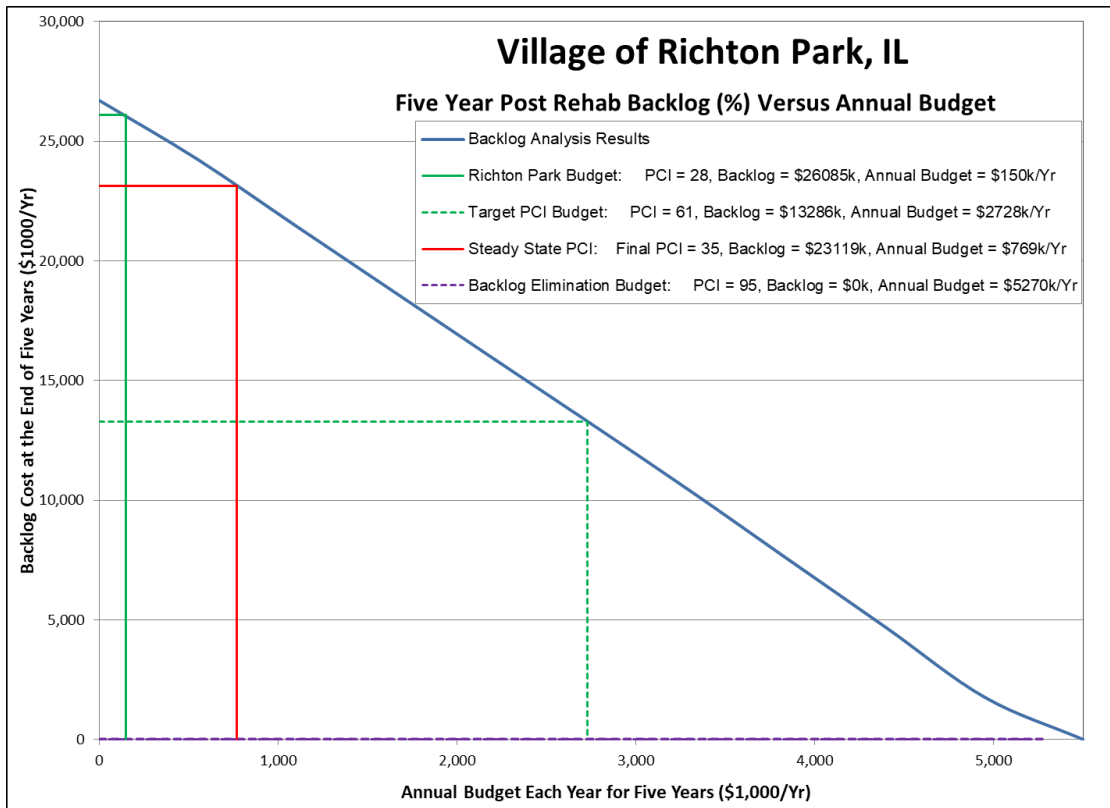 Village of Richton Park, IL
Five Year Post Rehab Backlog (%) Versus Annual Budget
Backlog Analysis Results
Richton Park Budget: PCI = 28, Backlog = $26085k, Annual Budget = $150k/Yr
Target PCI Budget: PCI = 61, Backlog = $13286k, Annual Budget = $2728k/Yr
Steady State PCI: Final PCI = 35, Backlog = $23119k, Annual Budget = $769k/Yr
Backlog Elimination Budget: PCI = 95, Backlog = $0k, Annual Budget = $5270k/Yr
Backlog Cost at the End of Five Years ($1000/Yr)
30,000
25,000
20,000
15,000
10,000
5,000
0
0 1,000 2,000 3,000 4,000 5,000
Annual Budget Each Year for Five Years ($1,000/Yr)